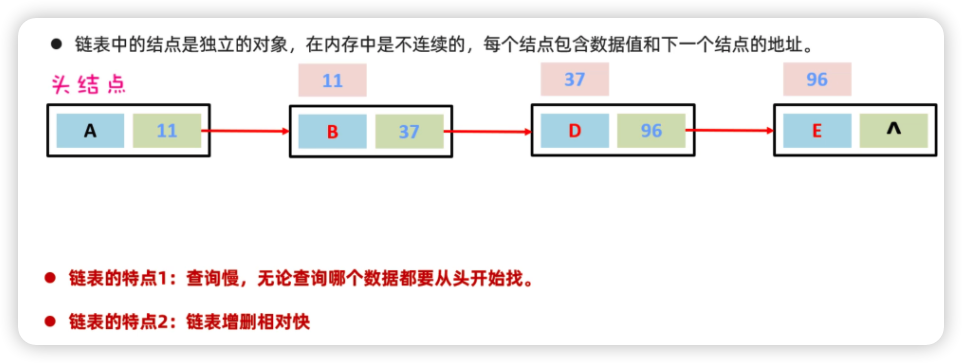 ● 链表中的结点是独立的对象，在内存中是不连续的，每个结点包含数据值和下一个结点的地址。
头结点
11 37 96
A 11 B 37 D 96 E ^
● 链表的特点1：查询慢，无论查询哪个数据都要从头开始找。
● 链表的特点2：链表增删相对快